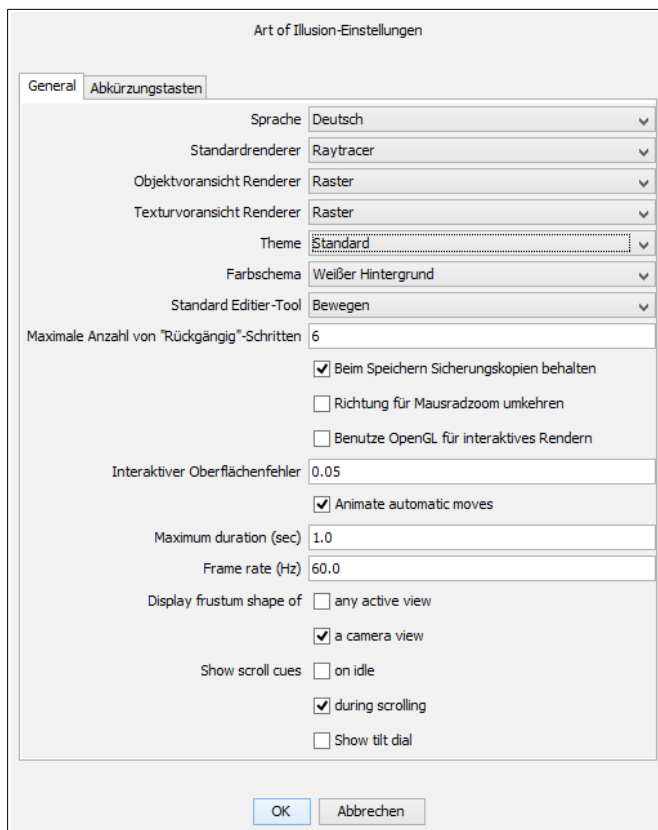 Art of Illusion-Einstellungen
General Abkürzungstasten
Sprache Deutsch
Standardrenderer Raytracer
Objektvoransicht Renderer Raster
Texturvoransicht Renderer Raster
Theme Standard
Farbschema Weißer Hintergrund
Standard Editier-Tool Bewegen
Maximale Anzahl von "Rückgängig"-Schritten 6
Beim Speichern Sicherungskopien behalten
Richtung für Mausradzoom umkehren
Benutze OpenGL für interaktives Rendern
Interaktiver Oberflächenfehler 0.05
Animate automatic moves
Maximum duration (sec) 1.0
Frame rate (Hz) 60.0
Display frustum shape of any active view
a camera view
Show scroll cues on idle
during scrolling
Show tilt dial
OK Abbrechen